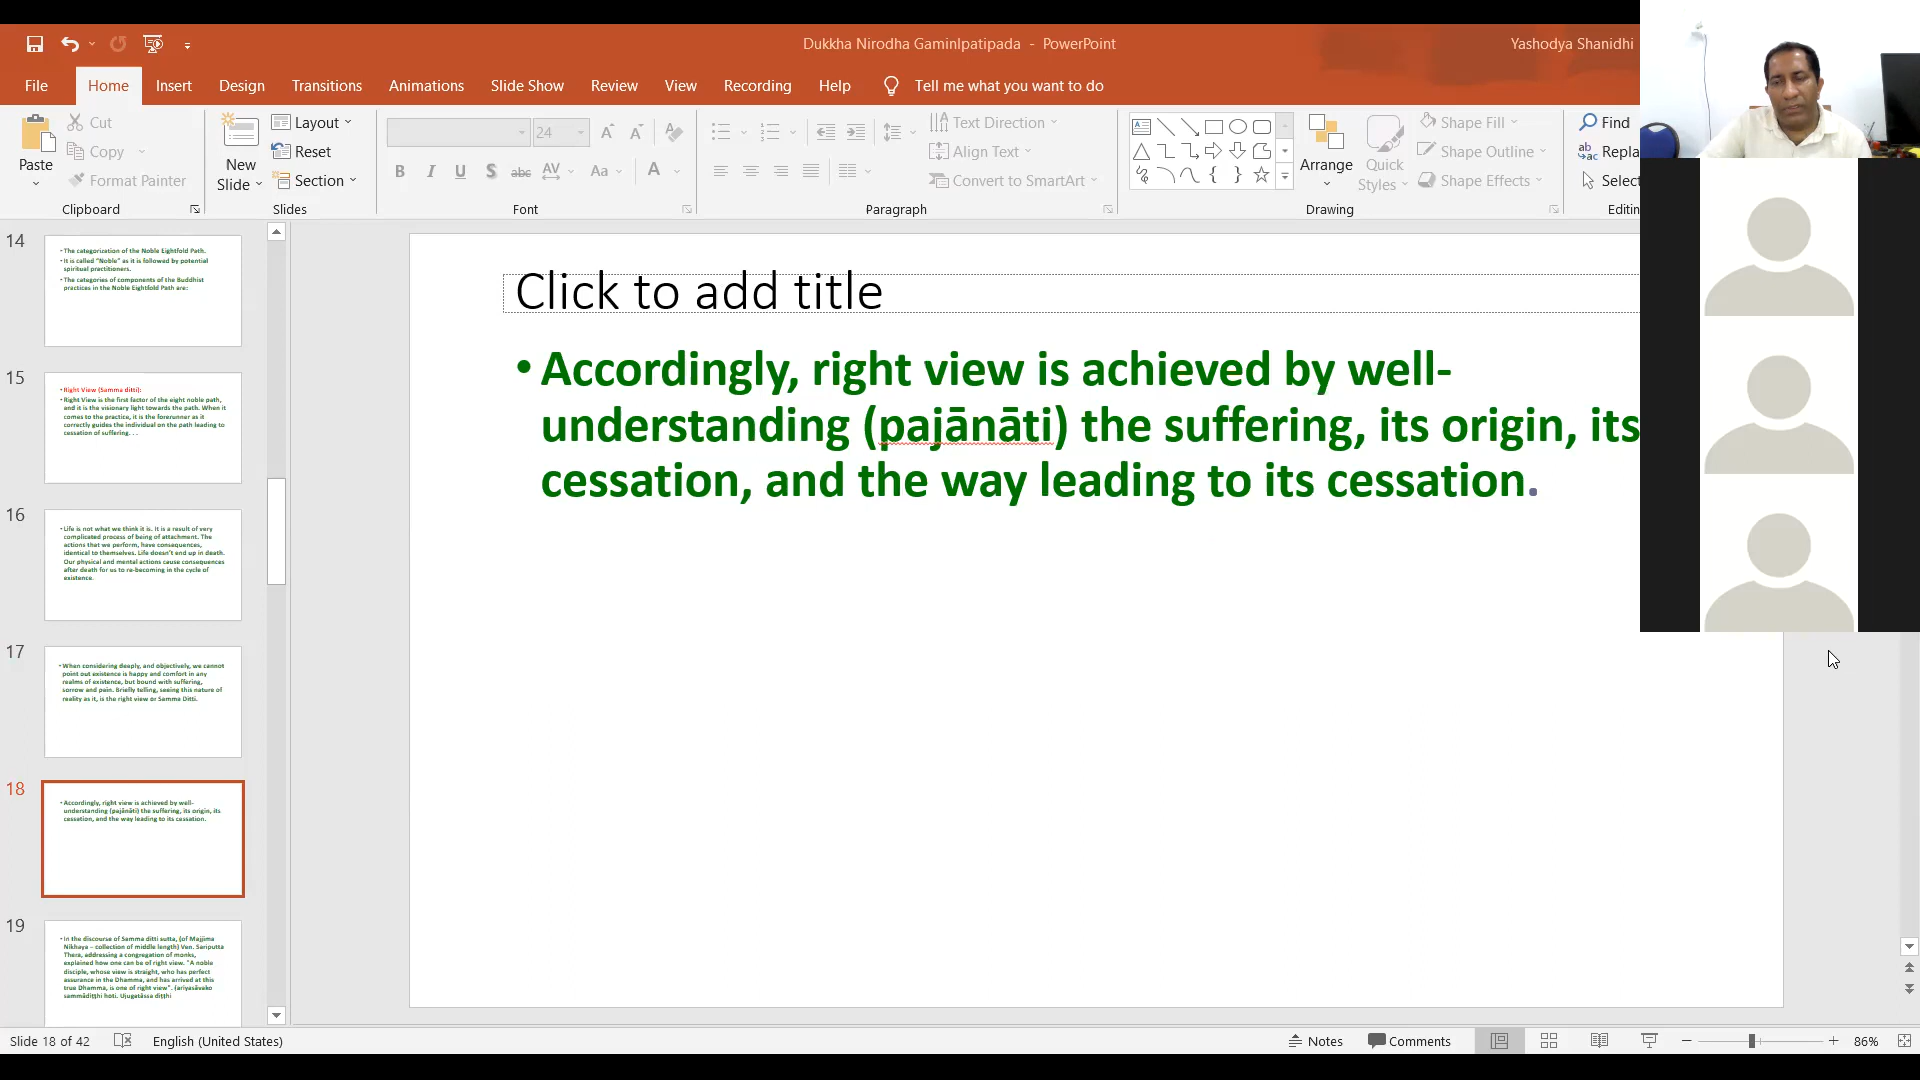 Dukkha Nirodha GaminIpatipada - PowerPoint
Yashodya Shanidhi
File
Home
Insert
Design
Transitions
Animations
Slide Show
Review
View
Recording
Help
Tell me what you want to do
Paste
Cut
Copy
Format Painter
Clipboard
New
Slide
Layout
Reset
Section
Slides
24
B I U S abc AV Aa A
Font
Text Direction
Align Text
Convert to SmartArt
Paragraph
Arrange
Quick
Styles
Shape Fill
Shape Outline
Shape Effects
Drawing
Find
Repla
Select
Editin
14
• The categorization of the Noble Eightfold Path.
• It is called “Noble” as it is followed by potential
spiritual practitioners.
• The categories of components of the Buddhist
practices in the Noble Eightfold Path are:
15
• Right View (Samma ditti):
• Right View is the first factor of the eight noble path,
and it is the visionary light towards the path. When it
comes to the practice, it is the forerunner as it
correctly guides the individual on the path leading to
cessation of suffering. . .
16
• Life is not what we think it is. It is a result of very
complicated process of being of attachment. The
actions that we perform, have consequences,
identical to themselves. Life doesn’t end up in death.
Our physical and mental actions cause consequences
after death for us to re-becoming in the cycle of
existence.
17
• When considering deeply, and objectively, we cannot
point out existence is happy and comfort in any
realms of existence, but bound with suffering,
sorrow and pain. Briefly telling, seeing this nature of
reality as it, is the right view or Samma Ditti.
18
• Accordingly, right view is achieved by well-
understanding (pajānāti) the suffering, its origin, its
cessation, and the way leading to its cessation.
19
• In the discourse of Samma ditti sutta, (of Majjima
Nikhaya – collection of middle length) Ven. Sariputta
Thera, addressing a congregation of monks,
explained how one can be of right view. “A noble
disciple, whose view is straight, who has perfect
assurance in the Dhamma, and has arrived at this
true Dhamma, is one of right view”. (ariyasāvako
sammādiṭṭhi hoti. Ujugatāssa diṭṭhi
Click to add title
• Accordingly, right view is achieved by well-
understanding (pajānāti) the suffering, its origin, its
cessation, and the way leading to its cessation.
Slide 18 of 42
English (United States)
Notes
Comments
86%